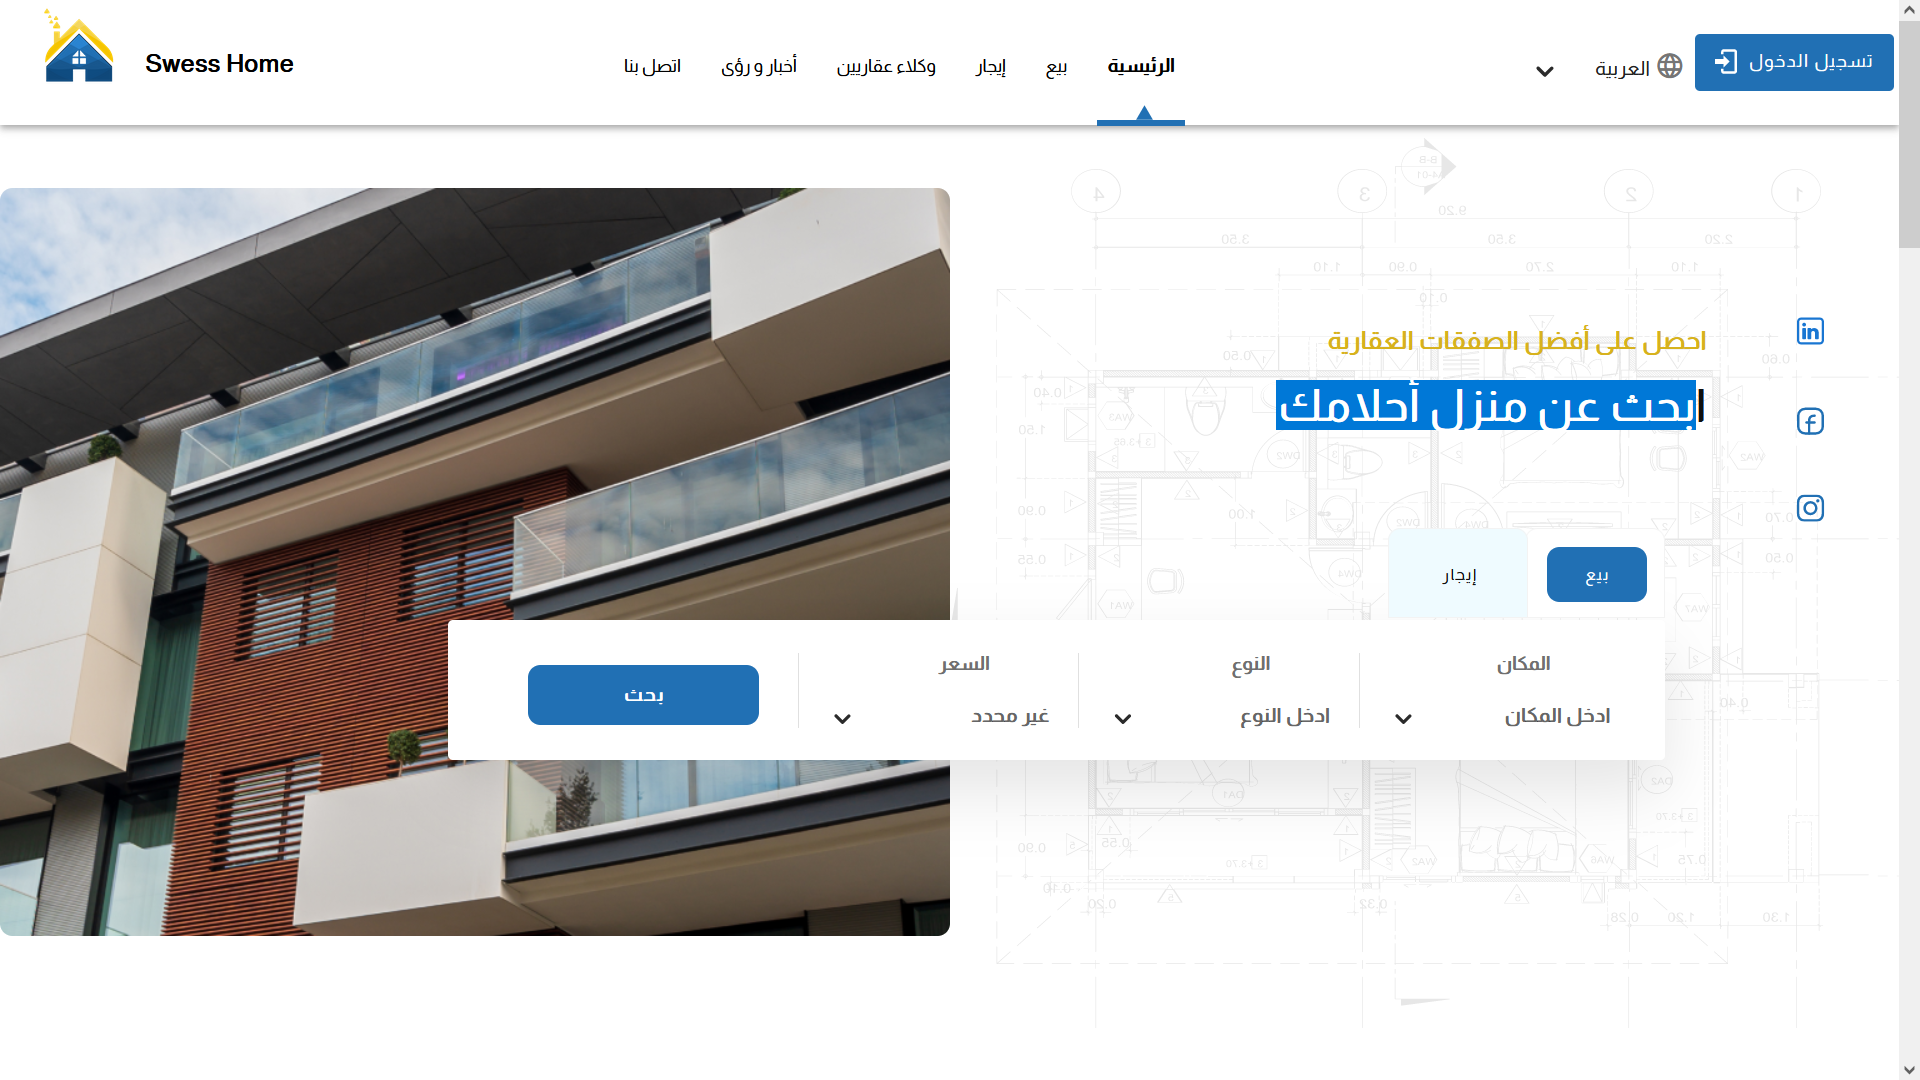 تسجيل الدخول
العربية
الرئيسية
بيع
إيجار
وكلاء عقاريين
أخبار و رؤى
اتصل بنا
Swess Home
احصل على أفضل الصفقات العقارية
ابحث عن منزل أحلامك
بيع
إيجار
المكان
ادخل المكان
النوع
ادخل النوع
السعر
غير محدد
بحث